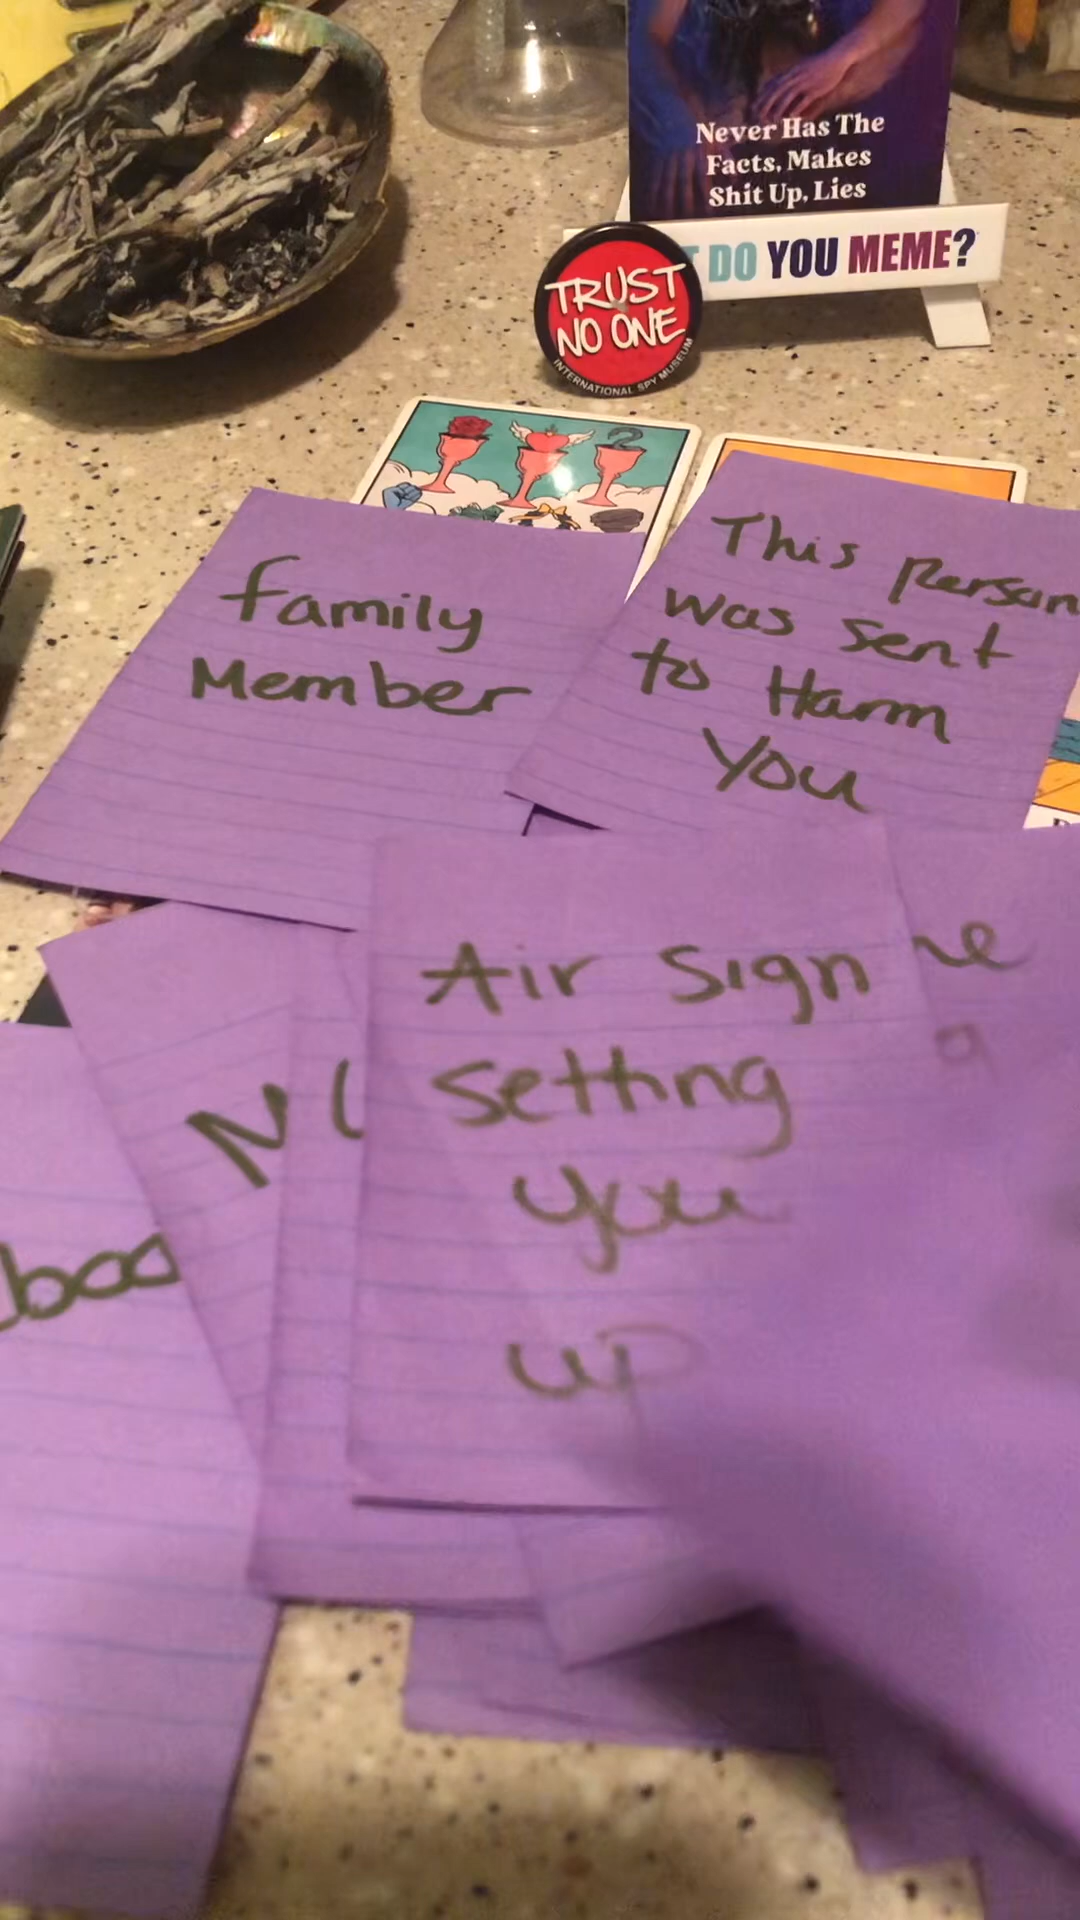 Never Has The
Facts, Makes
Shit Up, Lies
DO YOU MEME?
TRUST
NO ONE
INTERNATIONAL SPY MUSEUM
family
Member
This Person
was sent
to Harm
You
Air Sign
setting
you
up